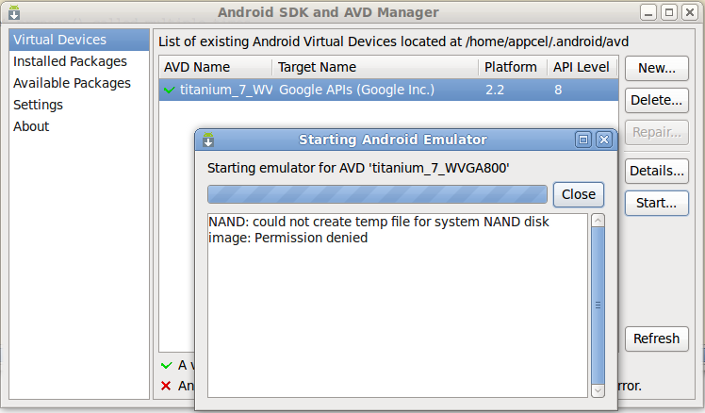 Android SDK and AVD Manager
Virtual Devices
Installed Packages
Available Packages
Settings
About
List of existing Android Virtual Devices located at /home/appcel/.android/avd
AVD Name Target Name Platform API Level
titanium_7_WV Google APIs (Google Inc.) 2.2 8
New...
Delete...
Repair...
Details...
Start...
Refresh
Starting Android Emulator
Starting emulator for AVD 'titanium_7_WVGA800'
Close
NAND: could not create temp file for system NAND disk
image: Permission denied
A v
An rror.